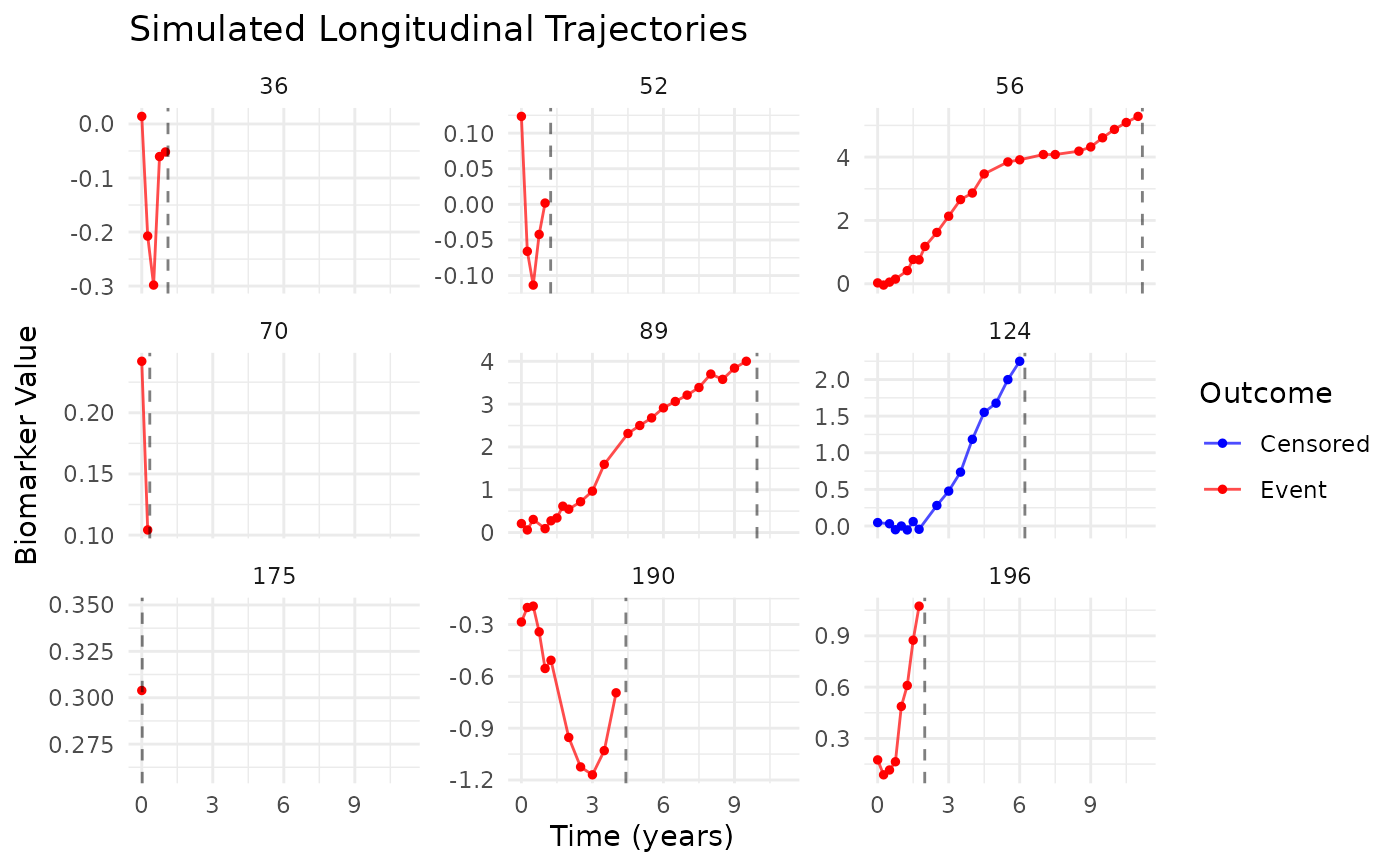 Simulated Longitudinal Trajectories
36 52 56
0.0 -0.1 -0.2 -0.3
0.10 0.05 0.00 -0.05 -0.10
4 2 0
70 89 124
0.20 0.15 0.10
4 3 2 1 0
2.0 1.5 1.0 0.5 0.0
175 190 196
0.350 0.325 0.300 0.275
-0.3 -0.6 -0.9 -1.2
0.9 0.6 0.3
0 3 6 9
0 3 6 9
0 3 6 9
Time (years)
Biomarker Value
Outcome
Censored
Event